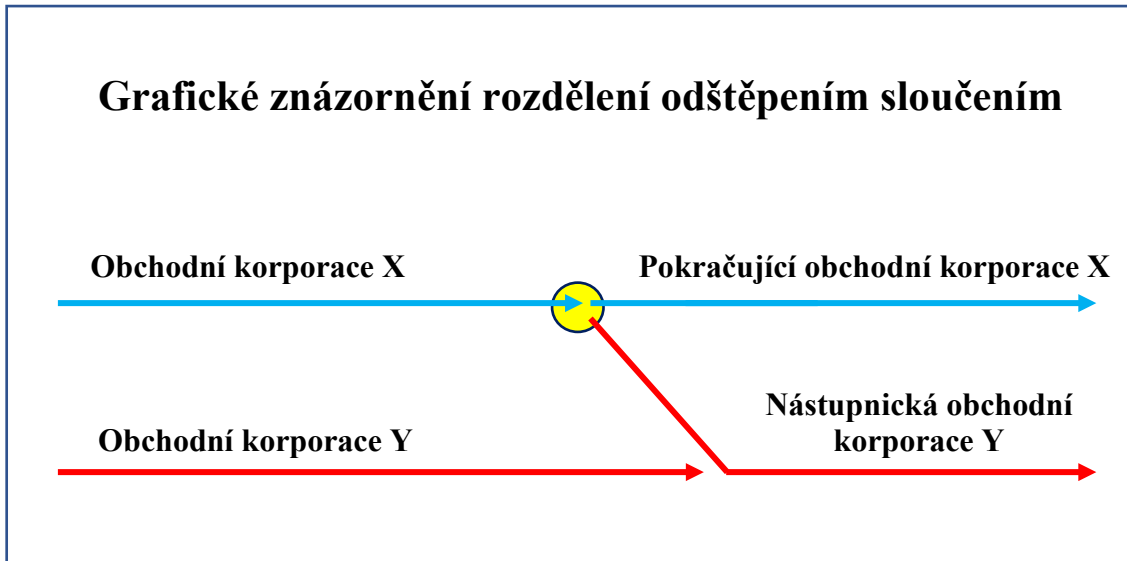 Grafické znázornění rozdělení odštěpením sloučením
Obchodní korporace X
Pokračující obchodní korporace X
Obchodní korporace Y
Nástupnická obchodní
korporace Y